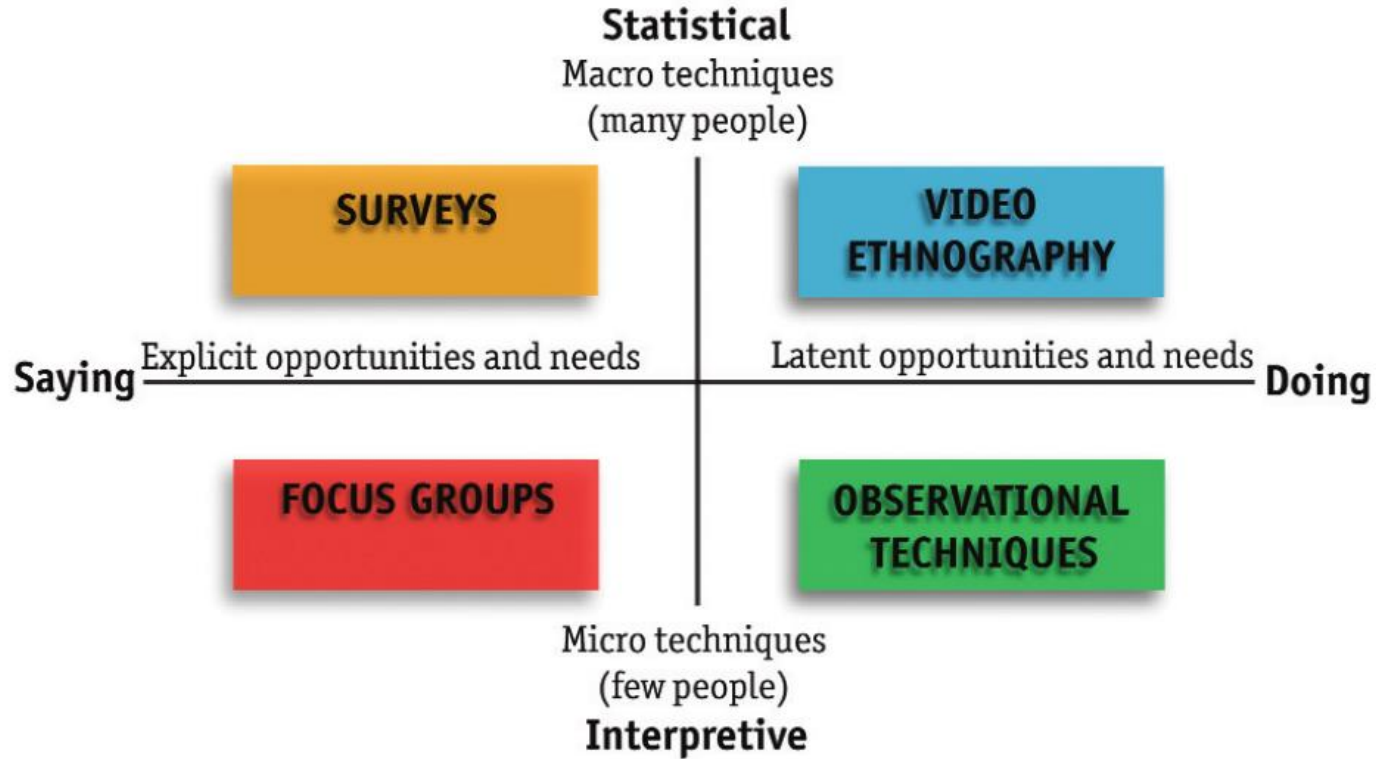 Statistical
Macro techniques
(many people)
SURVEYS
VIDEO
ETHNOGRAPHY
Explicit opportunities and needs
Latent opportunities and needs
Saying
Doing
FOCUS GROUPS
OBSERVATIONAL
TECHNIQUES
Micro techniques
(few people)
Interpretive